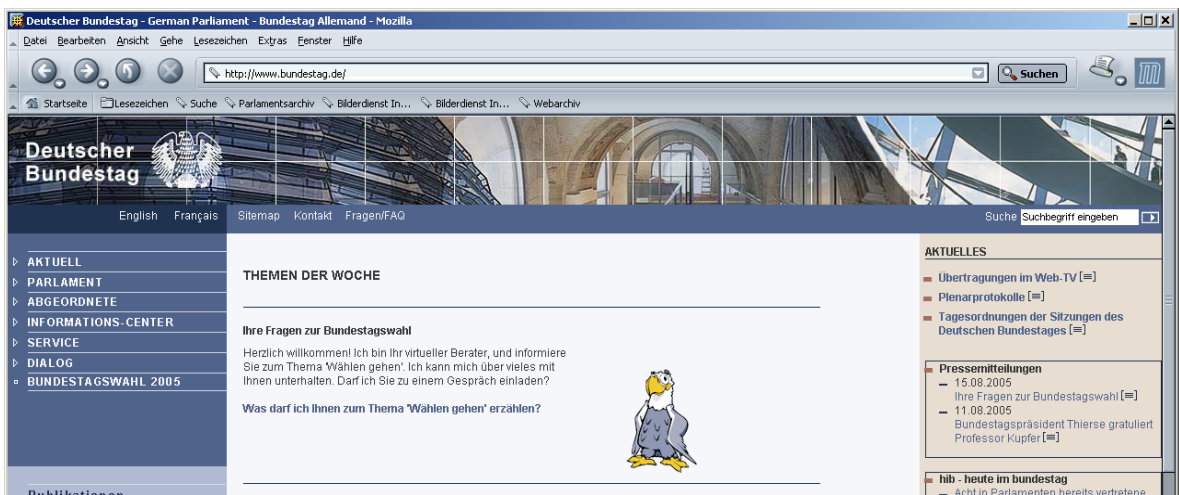 Deutscher Bundestag - German Parliament - Bundestag Allemand - Mozilla
Datei Bearbeiten Ansicht Gehe Lesezeichen Extras Fenster Hilfe
http://www.bundestag.de/
Suchen
Startseite Lesezeichen Suche Parlamentsarchiv Bilderdienst In... Bilderdienst In... Webarchiv
Deutscher
Bundestag
English Français Sitemap Kontakt Fragen/FAQ
Suche Suchbegriff eingeben
AKTUELL
PARLAMENT
ABGEORDNETE
INFORMATIONS-CENTER
SERVICE
DIALOG
BUNDESTAGSWAHL 2005
Publikationen
THEMEN DER WOCHE
Ihre Fragen zur Bundestagswahl
Herzlich willkommen! Ich bin Ihr virtueller Berater, und informiere
Sie zum Thema 'Wählen gehen'. Ich kann mich über vieles mit
Ihnen unterhalten. Darf ich Sie zu einem Gespräch einladen?
Was darf ich Ihnen zum Thema 'Wählen gehen' erzählen?
AKTUELLES
Übertragungen im Web-TV
Plenarprotokolle
Tagesordnungen der Sitzungen des
Deutschen Bundestages
Pressemitteilungen
15.08.2005
Ihre Fragen zur Bundestagswahl
11.08.2005
Bundestagspräsident Thierse gratuliert
Professor Kupfer
hib - heute im bundestag
Acht in Parlamenten bereits vertretene